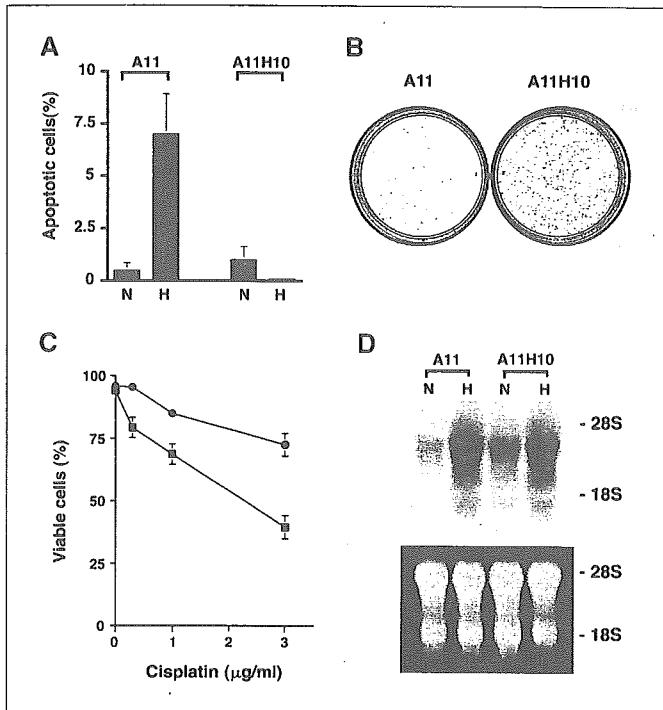 A
A11
A11H10
Apoptotic cells(%)
10
7.5
5
2.5
0
N
H
N
H
B
A11
A11H10
C
Viable cells (%)
100
75
50
25
0
0
1
2
3
Cisplatin (μg/ml)
D
A11
A11H10
N
H
N
H
- 28S
- 18S
- 28S
- 18S